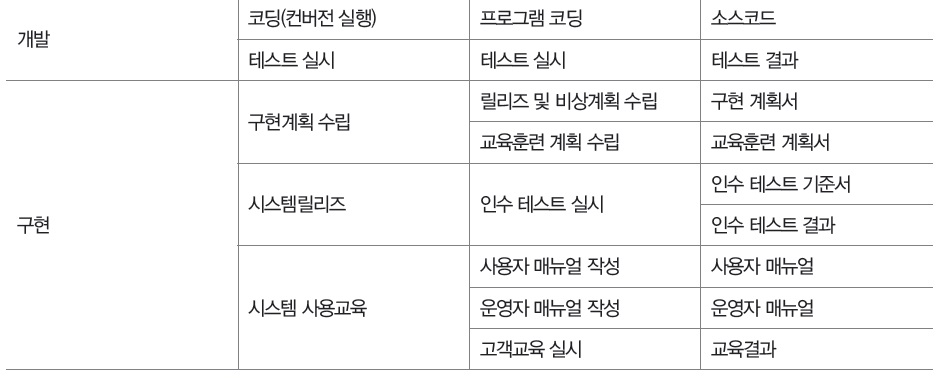 개발
코딩(컨버전 실행)
프로그램 코딩
소스코드
테스트 실시
테스트 실시
테스트 결과
구현
구현계획 수립
릴리즈 및 비상계획 수립
구현 계획서
교육훈련 계획 수립
교육훈련 계획서
시스템릴리즈
인수 테스트 실시
인수 테스트 기준서
인수 테스트 결과
시스템 사용교육
사용자 매뉴얼 작성
사용자 매뉴얼
운영자 매뉴얼 작성
운영자 매뉴얼
고객교육 실시
교육결과